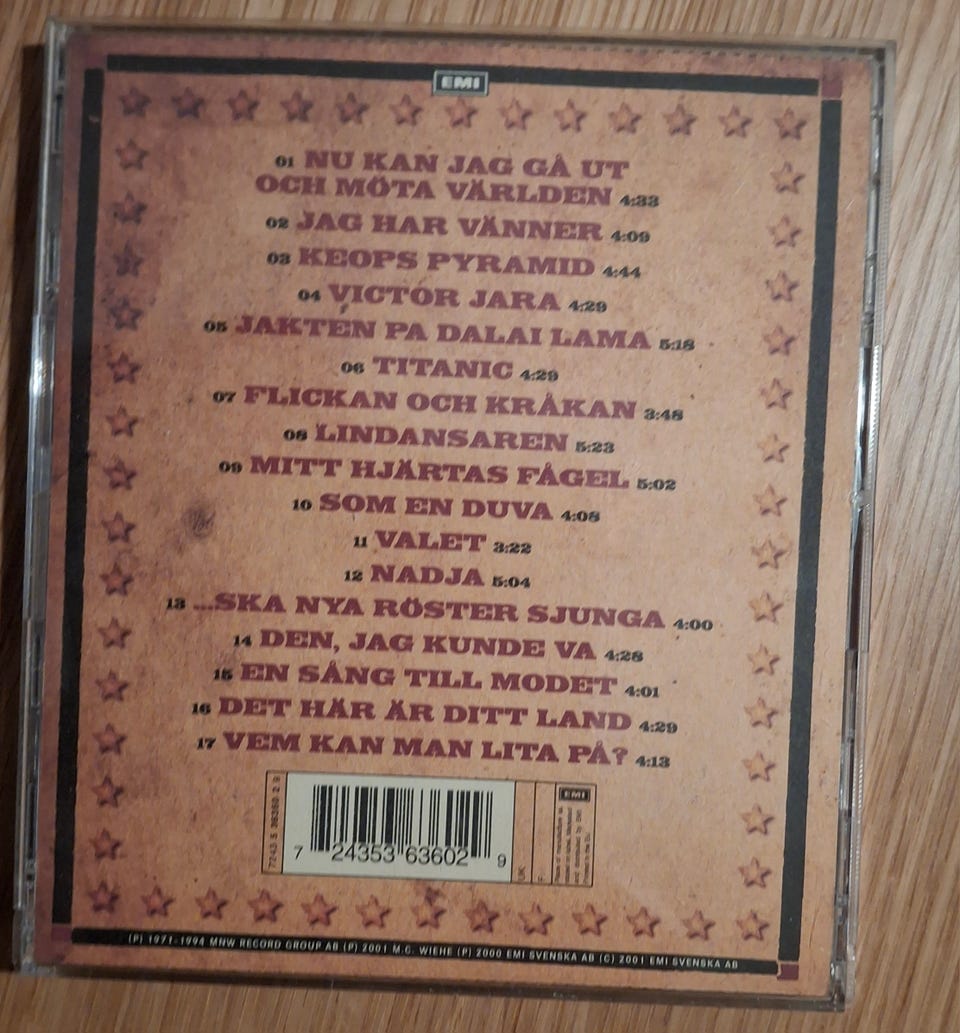 EMI
01 NU KAN JAG GÅ UT
OCH MÖTA VÄRLDEN 4:33
02 JAG HAR VÄNNER 4:09
03 KEOPS PYRAMID 4:44
04 VICTOR JARA 4:29
05 JAKTEN PA DALAI LAMA 5:18
06 TITANIC 4:29
07 FLICKAN OCH KRÅKAN 3:48
08 LINDANSAREN 5:23
09 MITT HJÄRTAS FÅGEL 5:02
10 SOM EN DUVA 4:08
11 VALET 3:22
12 NADJA 5:04
13 ...SKA NYA RÖSTER SJUNGA 4:00
14 DEN, JAG KUNDE VA 4:28
15 EN SÅNG TILL MODET 4:01
16 DET HÄR ÄR DITT LAND 4:29
17 VEM KAN MAN LITA PÅ? 4:13
7243 5 36360 2 9
7 24353 63602 9
UK:
F:
EMI
(P) 1971-1994 MNW RECORD GROUP AB (P) 2001 M.C. WIEHE (P) 2000 EMI SVENSKA AB (C) 2001 EMI SVENSKA AB